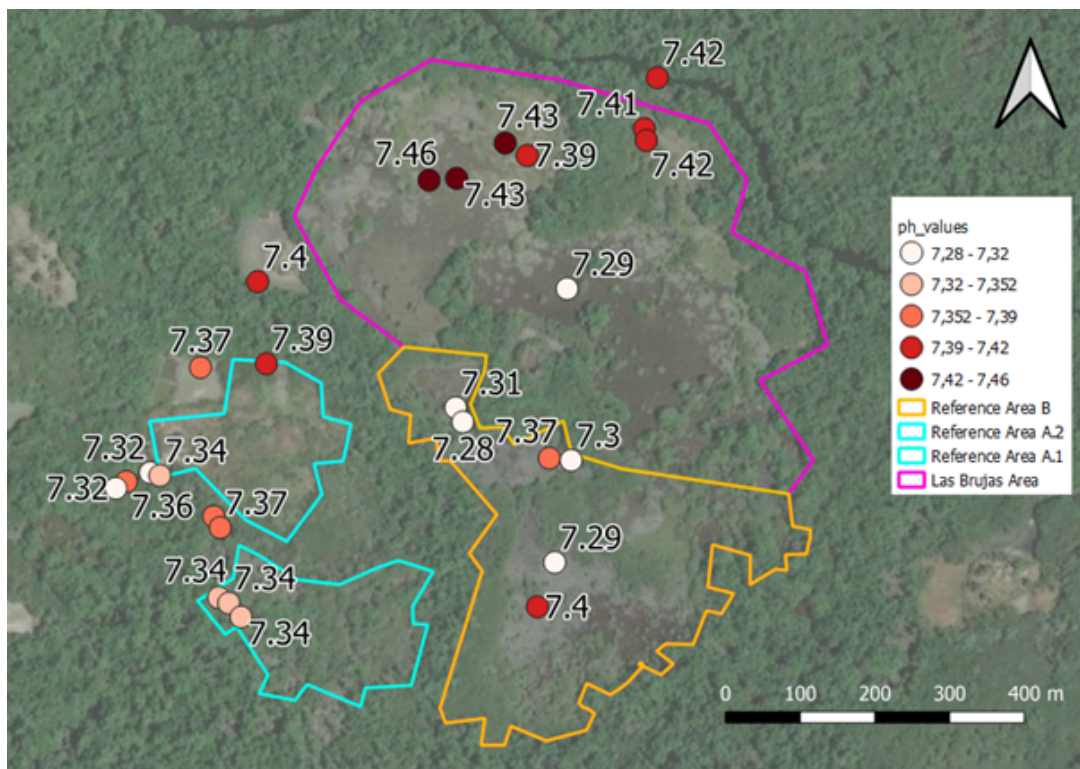 7.42
7.41
7.43
7.39
7.42
7.46
7.43
7.4
7.29
7.37
7.39
7.31
7.28
7.37
7.3
7.32
7.34
7.32
7.36
7.37
7.29
7.34
7.34
7.4
7.34
ph_values
7,28 - 7,32
7,32 - 7,352
7,352 - 7,39
7,39 - 7,42
7,42 - 7,46
Reference Area B
Reference Area A.2
Reference Area A.1
Las Brujas Area
0 100 200 300 400 m